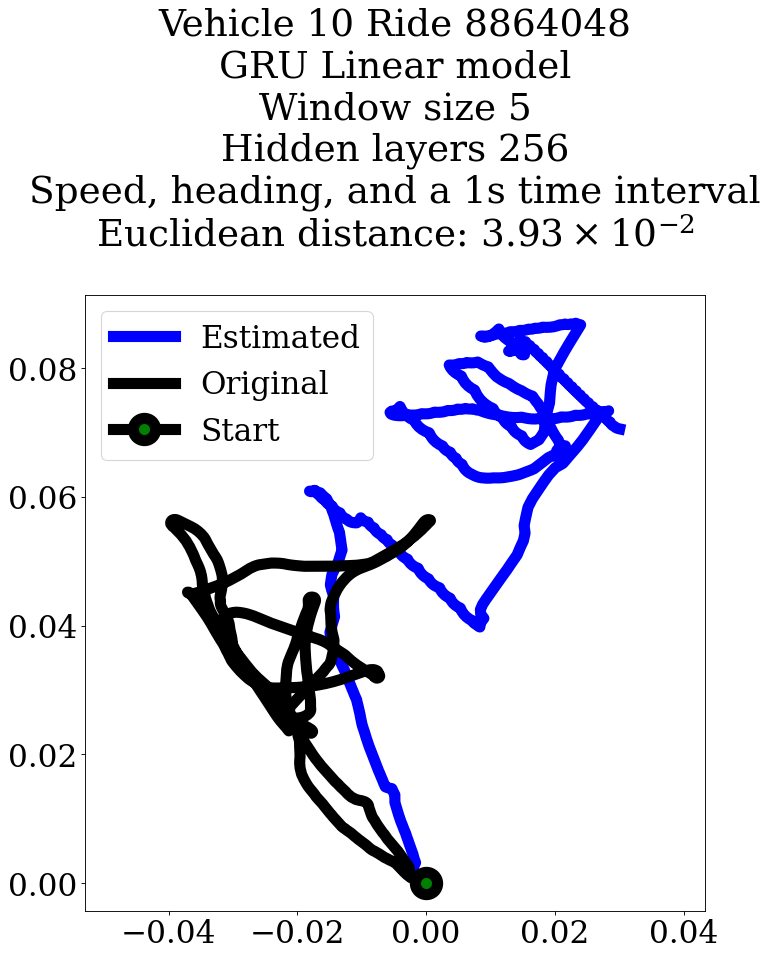 Vehicle 10 Ride 8864048
GRU Linear model
Window size 5
Hidden layers 256
Speed, heading, and a 1s time interval
Euclidean distance: 3.93 × 10⁻²
Estimated
Original
Start
0.08
0.06
0.04
0.02
0.00
−0.04 −0.02 0.00 0.02 0.04